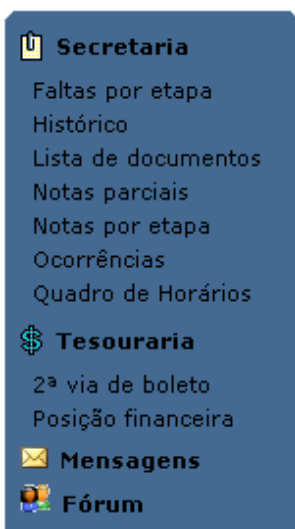 Secretaria
Faltas por etapa
Histórico
Lista de documentos
Notas parciais
Notas por etapa
Ocorrências
Quadro de Horários
$ Tesouraria
2ª via de boleto
Posição financeira
Mensagens
Fórum